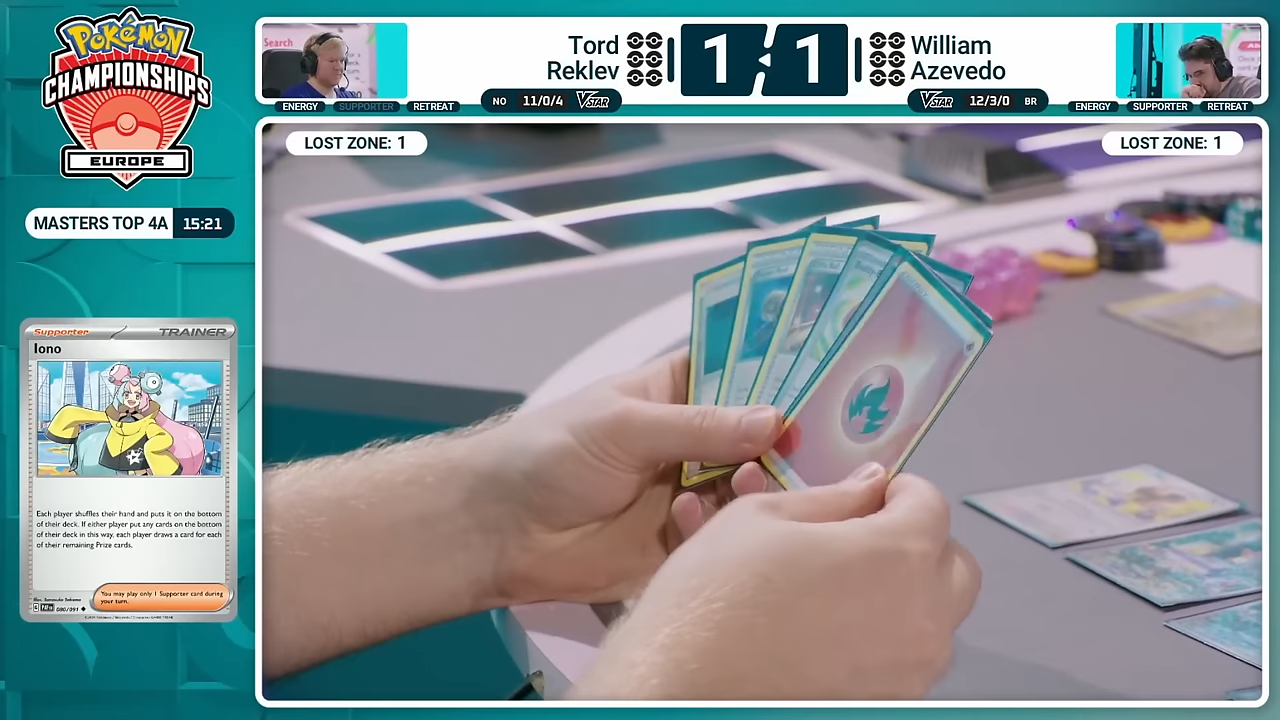 Pokémon
CHAMPIONSHIPS
EUROPE
MASTERS TOP 4A 15:21
Search
Tord
Reklev
1 1
William
Azevedo
ENERGY SUPPORTER RETREAT
NO 11/0/4 VSTAR
VSTAR 12/3/0 BR
ENERGY SUPPORTER RETREAT
LOST ZONE: 1
LOST ZONE: 1
Supporter TRAINER
Iono
Each player shuffles their hand and puts it on the bottom
of their deck. If either player put any cards on the bottom
of their deck in this way, each player draws a card for each
of their remaining Prize cards.
You may play only 1 Supporter card during
your turn.
080/091